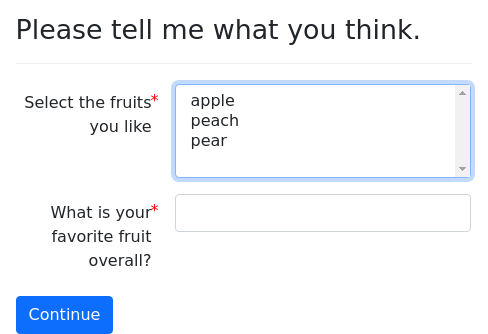 Please tell me what you think.
Select the fruits*
you like
apple
peach
pear
What is your*
favorite fruit
overall?
Continue